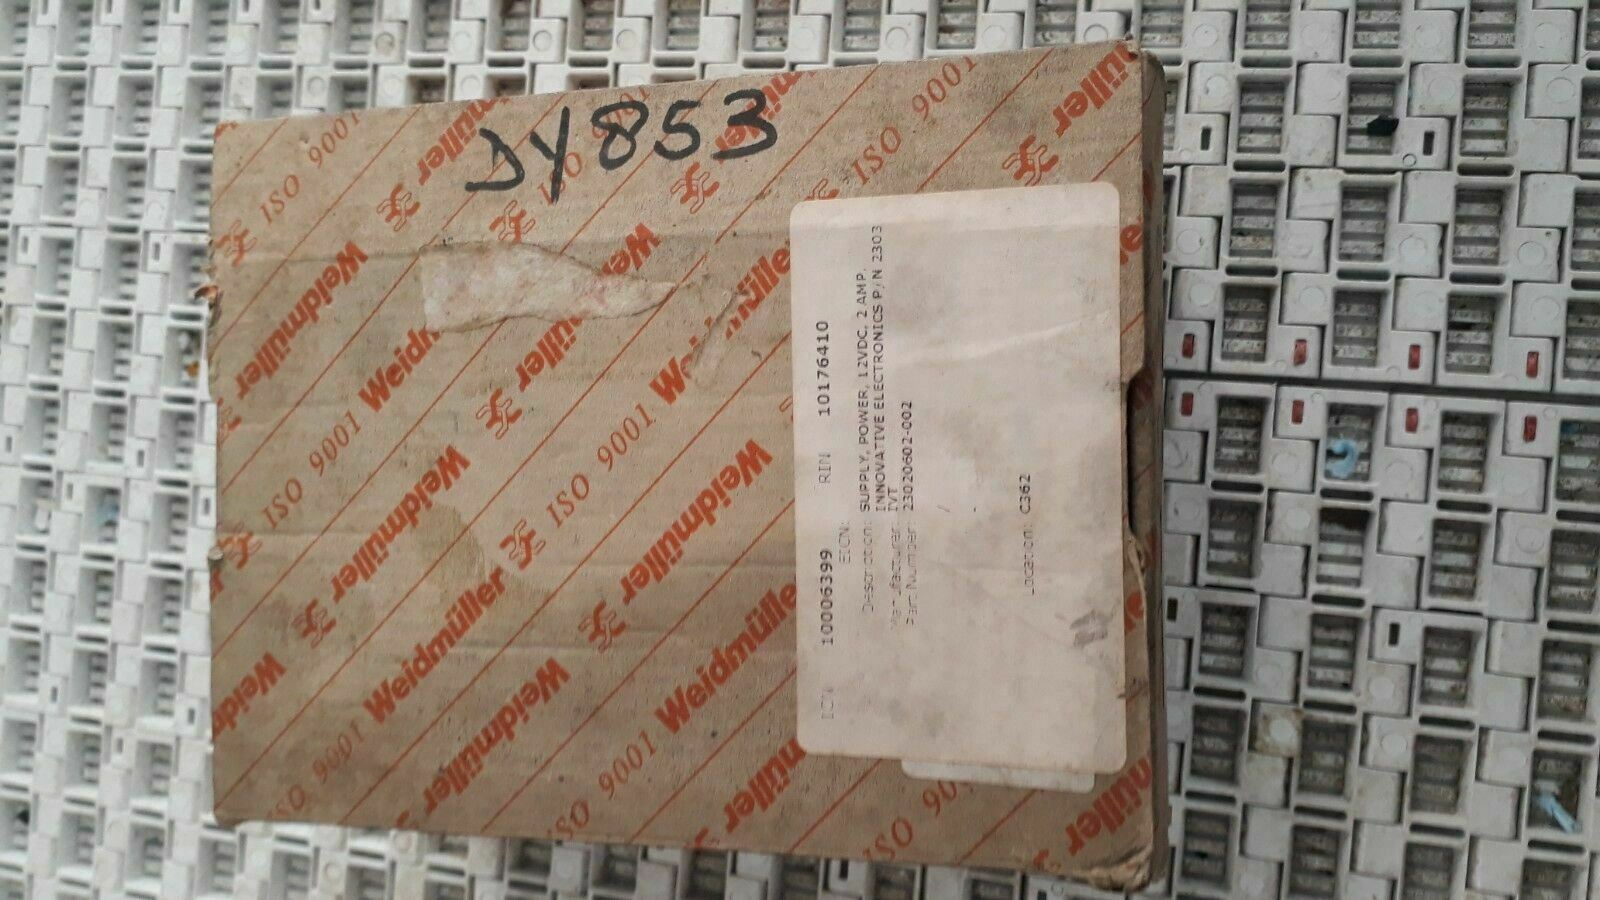 DY853
Weidmüller ISO 9001
ICN 10006399 RIN 10176410
EION:
Description: SUPPLY, POWER, 12VDC, 2 AMP,
INNOVATIVE ELECTRONICS P/N 2303
Manufacturer: IVT
Part Number: 23020602-002
/
-
Location: C362